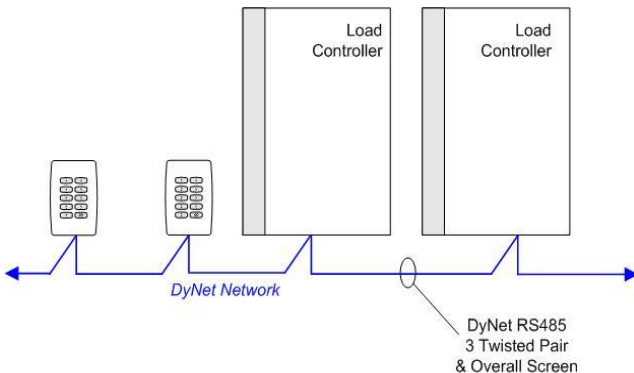 Load
Controller
Load
Controller
DyNet Network
DyNet RS485
3 Twisted Pair
& Overall Screen